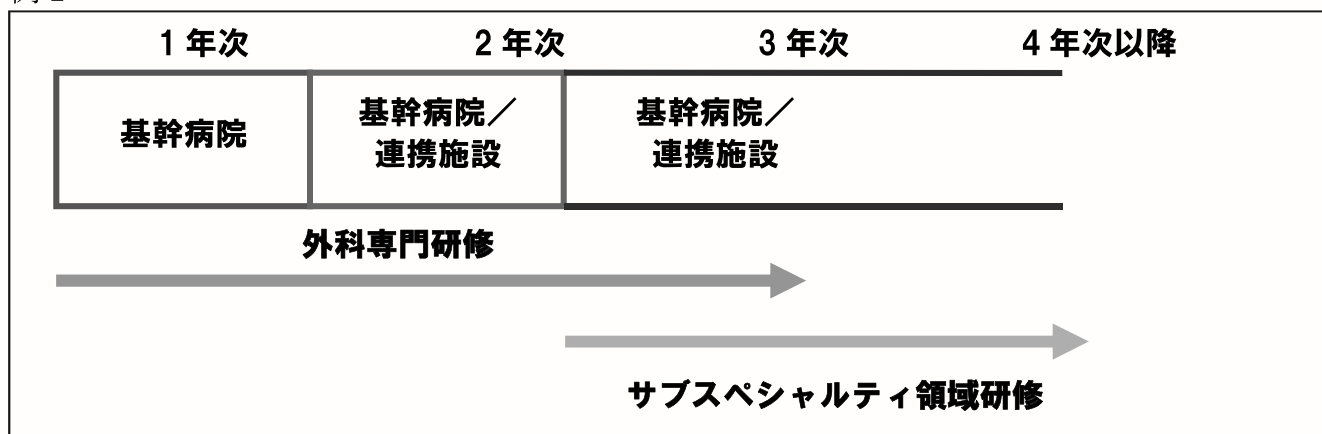 1 年次
2 年次
3 年次
4 年次以降
基幹病院
基幹病院／
連携施設
基幹病院／
連携施設
外科専門研修
サブスペシャルティ領域研修